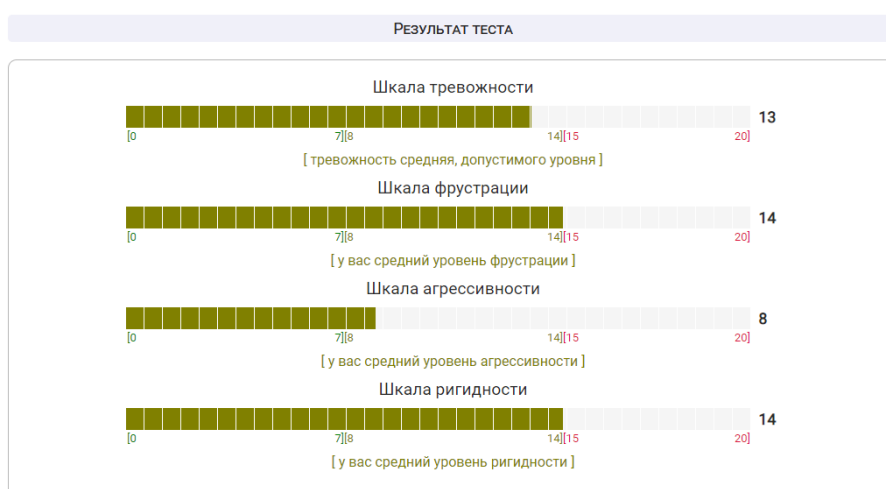 Результат теста
Шкала тревожности
13
[0 7][8 14][15 20]
[ тревожность средняя, допустимого уровня ]
Шкала фрустрации
14
[0 7][8 14][15 20]
[ у вас средний уровень фрустрации ]
Шкала агрессивности
8
[0 7][8 14][15 20]
[ у вас средний уровень агрессивности ]
Шкала ригидности
14
[0 7][8 14][15 20]
[ у вас средний уровень ригидности ]